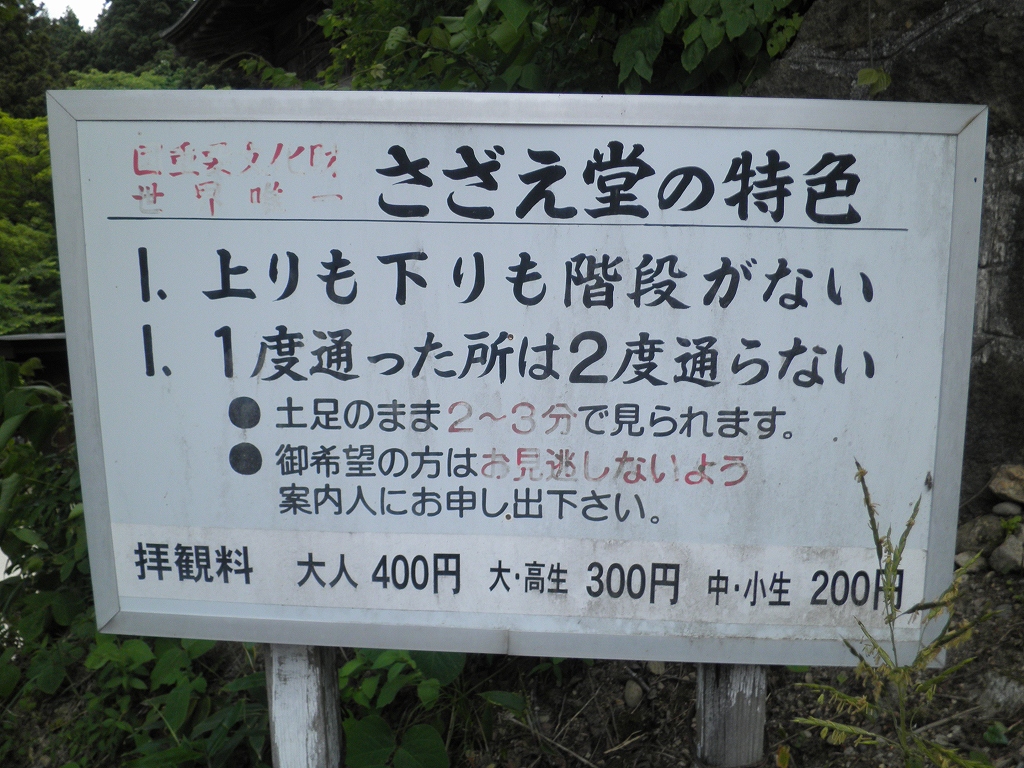 世界唯一 さざえ堂の特色
1. 上りも下りも階段がない
1. 1度通った所は2度通らない
●土足のまま2〜3分で見られます。
●御希望の方はお見逃しないよう
案内人にお申し出下さい。
拝観料 大人 400円 大・高生 300円 中・小生 200円